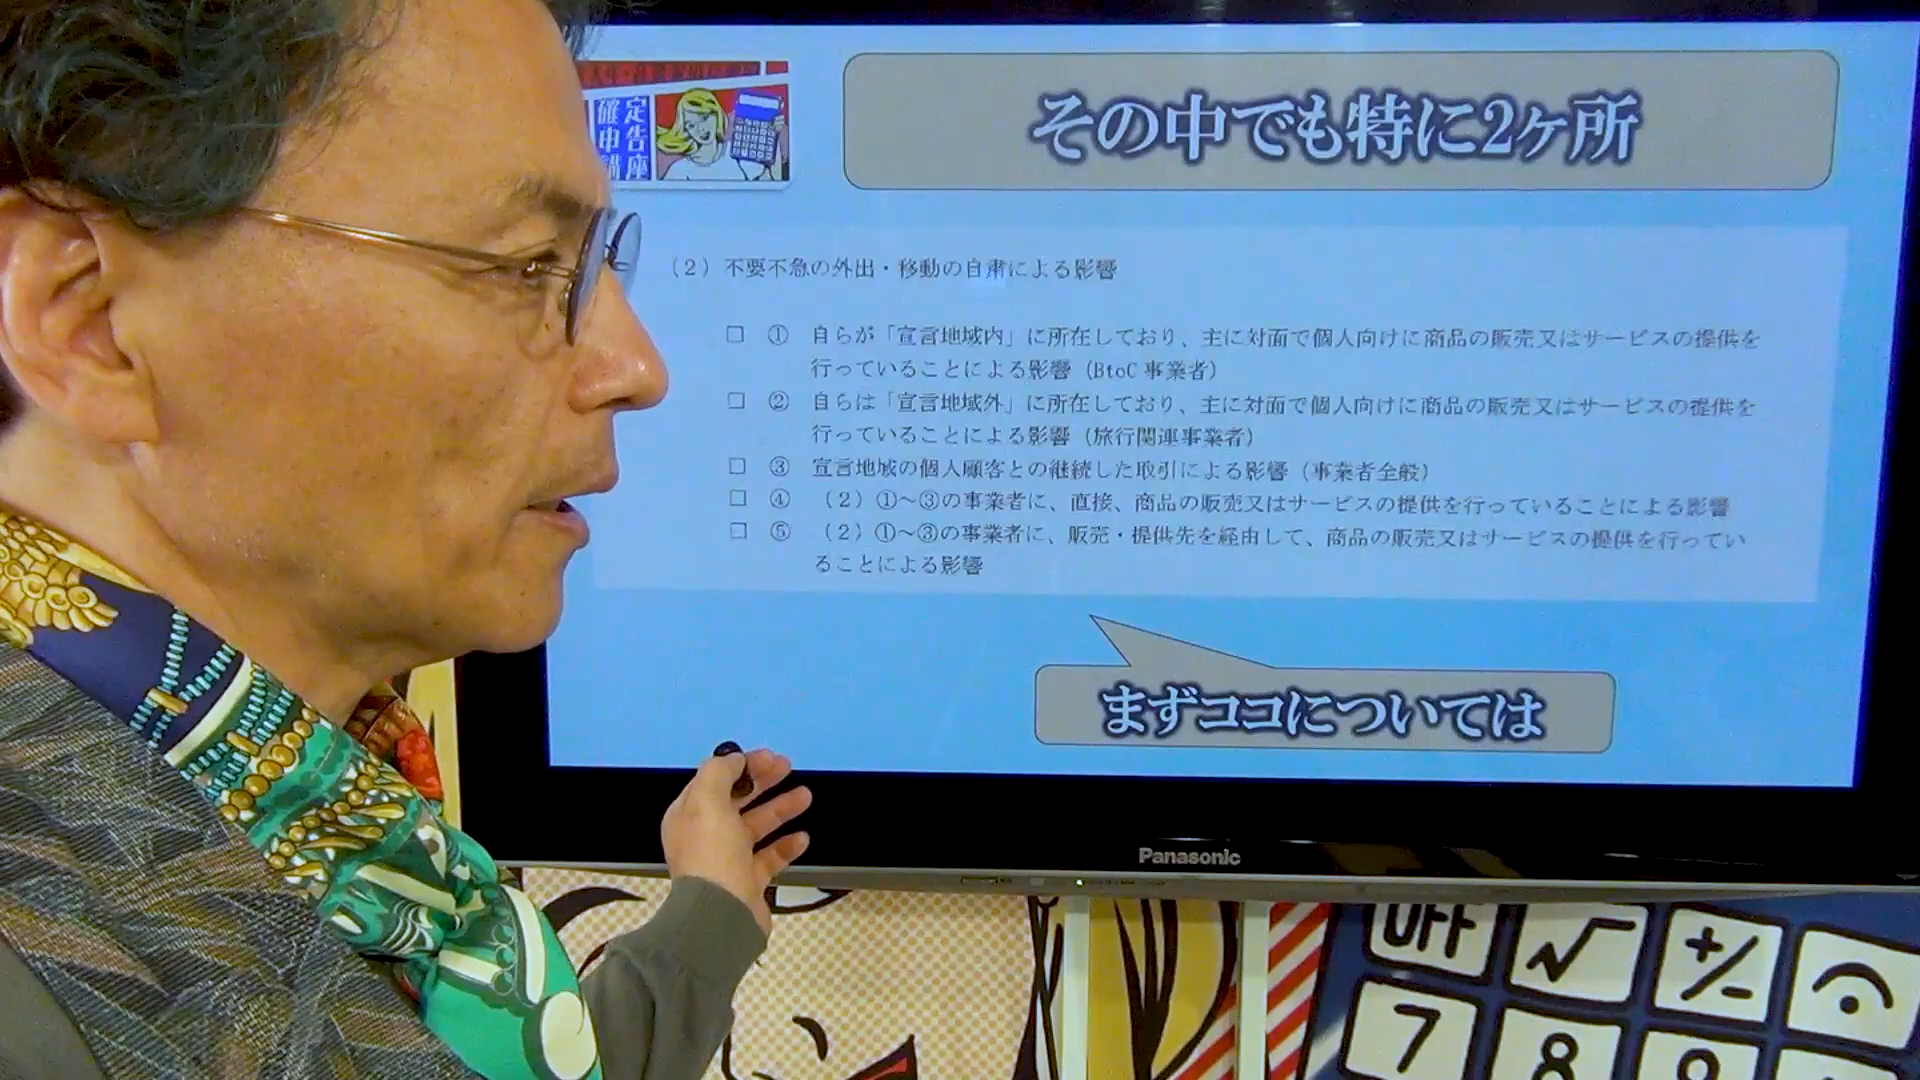 確定
申告
講座
その中でも特に2ヶ所
（2）不要不急の外出・移動の自粛による影響
□ ① 自らが「宣言地域内」に所在しており、主に対面で個人向けに商品の販売又はサービスの提供を
行っていることによる影響（BtoC 事業者）
□ ② 自らは「宣言地域外」に所在しており、主に対面で個人向けに商品の販売又はサービスの提供を
行っていることによる影響（旅行関連事業者）
□ ③ 宣言地域の個人顧客との継続した取引による影響（事業者全般）
□ ④ （2）①～③の事業者に、直接、商品の販売又はサービスの提供を行っていることによる影響
□ ⑤ （2）①～③の事業者に、販売・提供先を経由して、商品の販売又はサービスの提供を行ってい
ることによる影響
まずココについては
Panasonic
OFF √ +/-
7 8 9